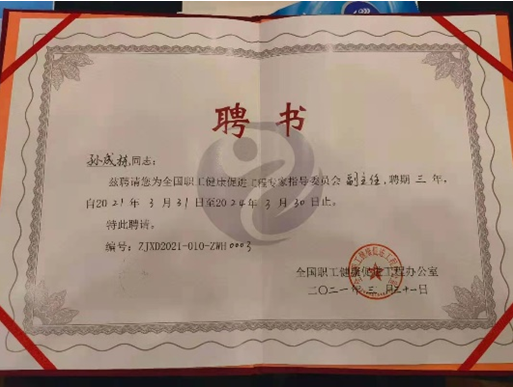 聘书
孙成栋同志:
兹聘请您为全国职工健康促进工程专家指导委员会副主任,聘期三年,
自2021年3月31日至2024年3月30日止。
特此聘请。
编号:ZJXD2021-010-ZWH0003
全国职工健康促进工程办公室
二〇二一年三月三十一日